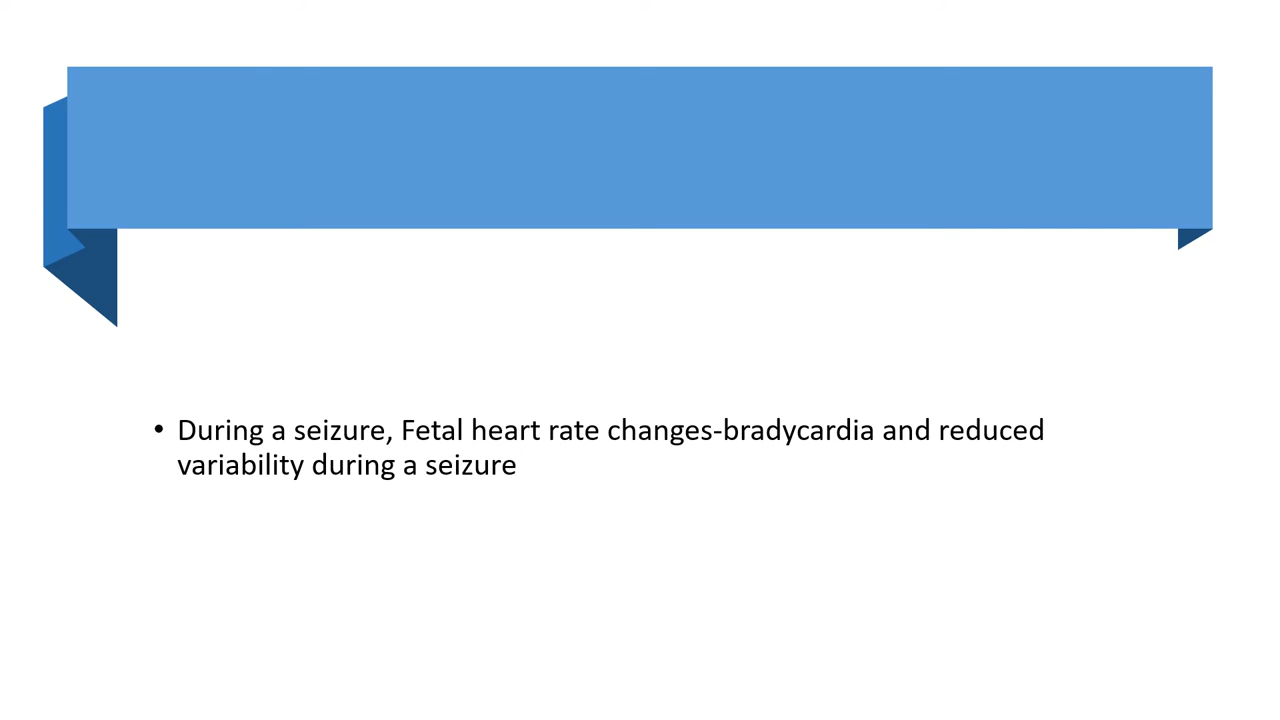 • During a seizure, Fetal heart rate changes-bradycardia and reduced
variability during a seizure